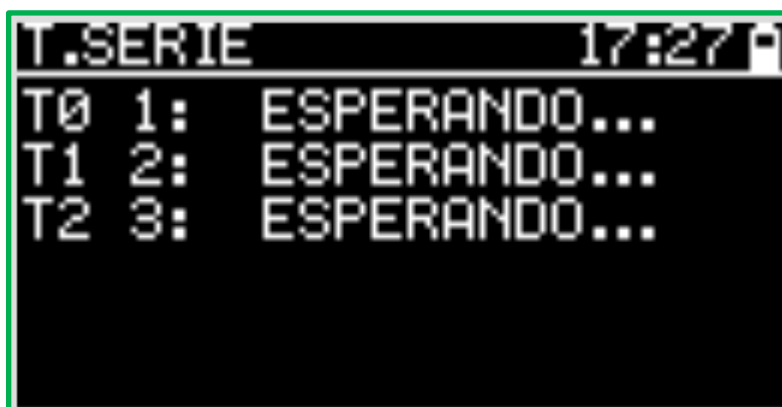 T.SERIE 17:27
T0 1: ESPERANDO...
T1 2: ESPERANDO...
T2 3: ESPERANDO...